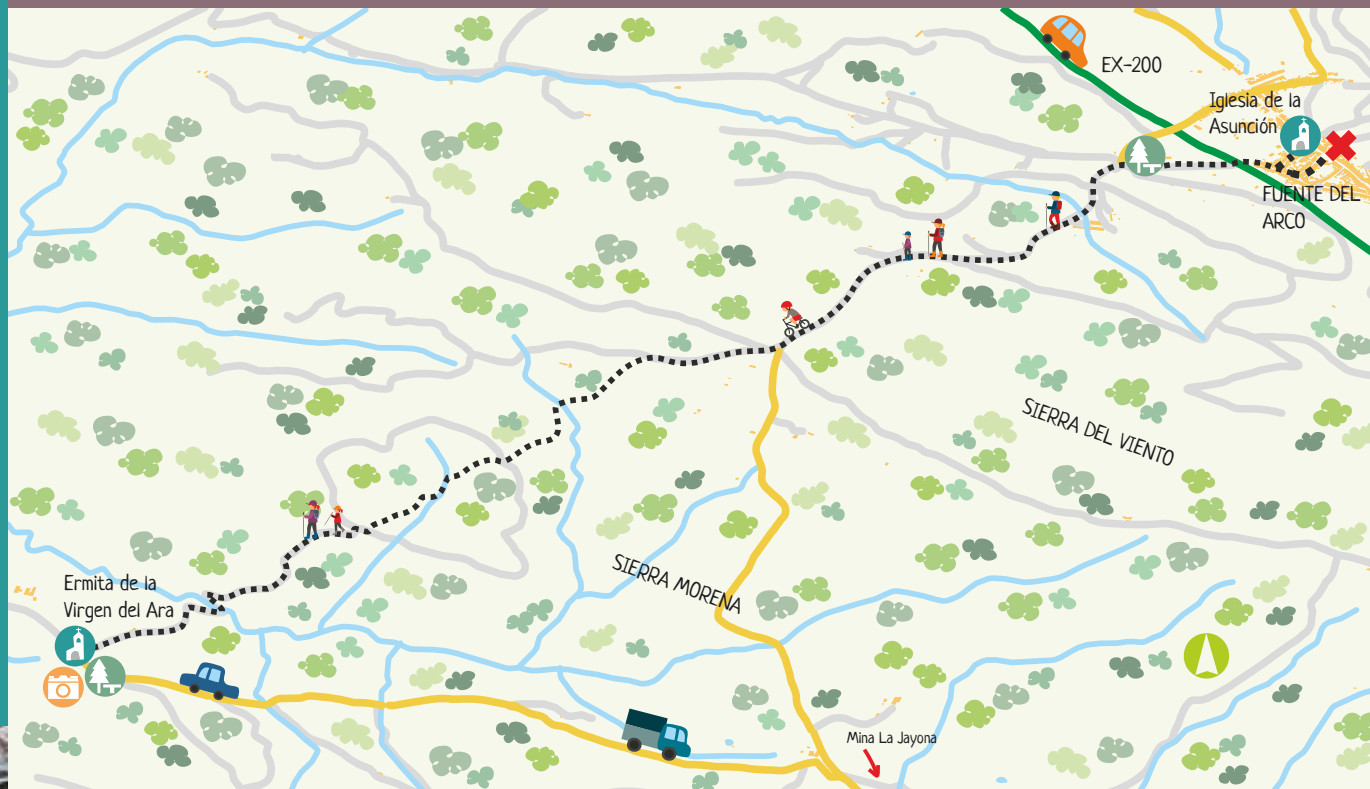 EX-200
Iglesia de la
Asunción
FUENTE DEL
ARCO
SIERRA DEL VIENTO
SIERRA MORENA
Ermita de la
Virgen del Ara
Mina La Jayona